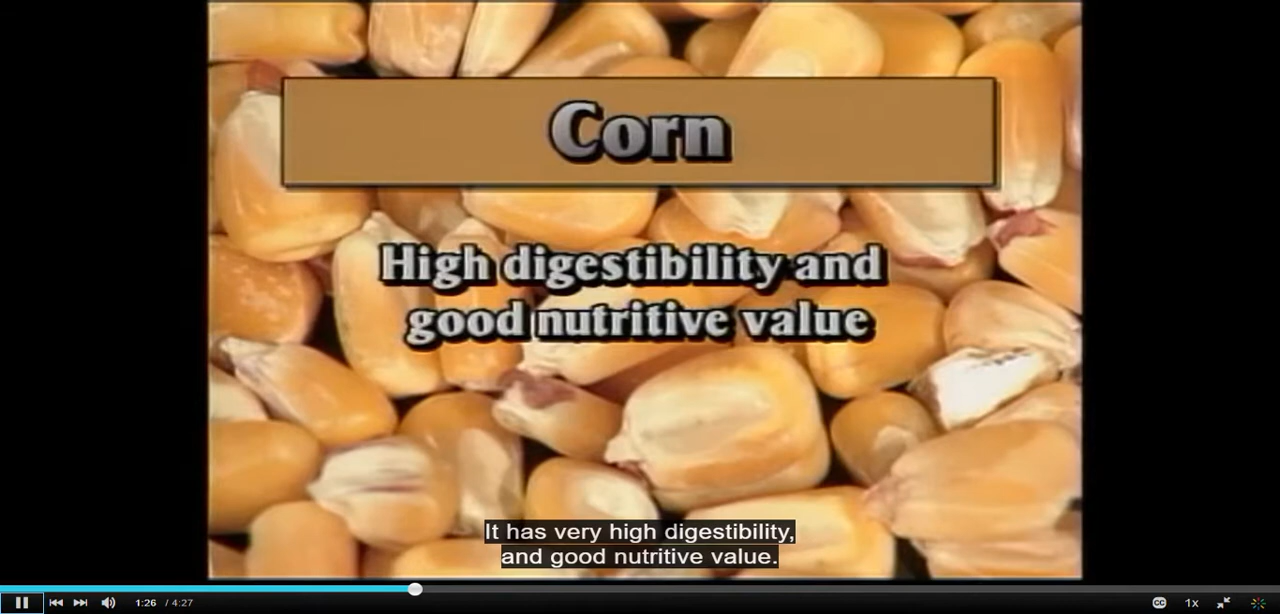 Corn
High digestibility and
good nutritive value
It has very high digestibility,
and good nutritive value.
1:26 / 4:27
CC
1x